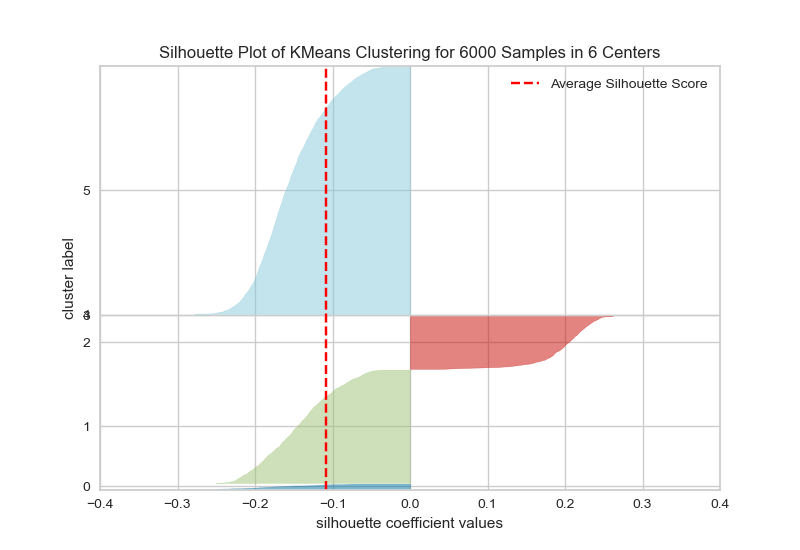 Silhouette Plot of KMeans Clustering for 6000 Samples in 6 Centers
Average Silhouette Score
cluster label
5
2
1
0
−0.4 −0.3 −0.2 −0.1 0.0 0.1 0.2 0.3 0.4
silhouette coefficient values